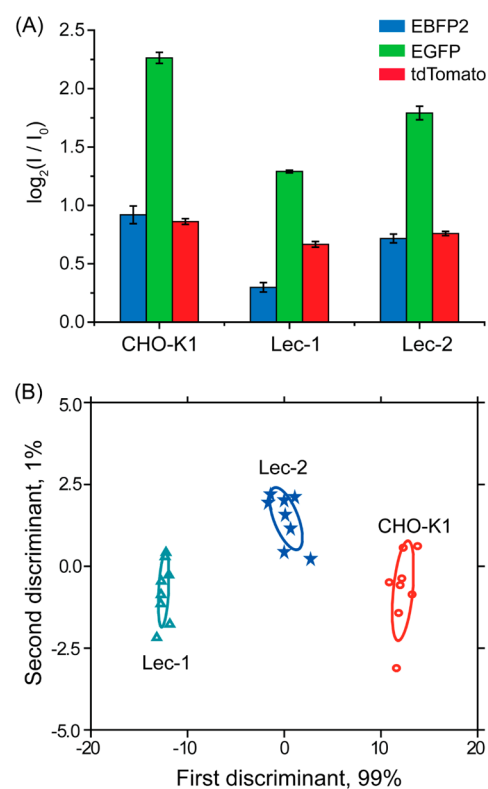 (A)
EBFP2
EGFP
tdTomato
log2(I / I0)
2.5
2.0
1.5
1.0
0.5
0.0
CHO-K1 Lec-1 Lec-2
(B)
Second discriminant, 1%
5.0
2.5
0.0
-2.5
-5.0
Lec-2
CHO-K1
Lec-1
-20 -10 0 10 20
First discriminant, 99%